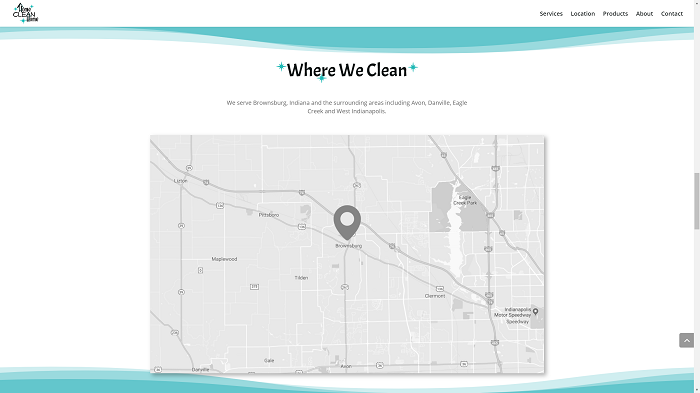 Home
CLEAN
Home
Services Location Products About Contact
Where We Clean
We serve Brownsburg, Indiana and the surrounding areas including Avon, Danville, Eagle
Creek and West Indianapolis.
Lizton
Pittsboro
Eagle
Creek Park
Brownsburg
Maplewood
Tilden
Clermont
Indianapolis
Motor Speedway
Speedway
Gale
Danville
Avon